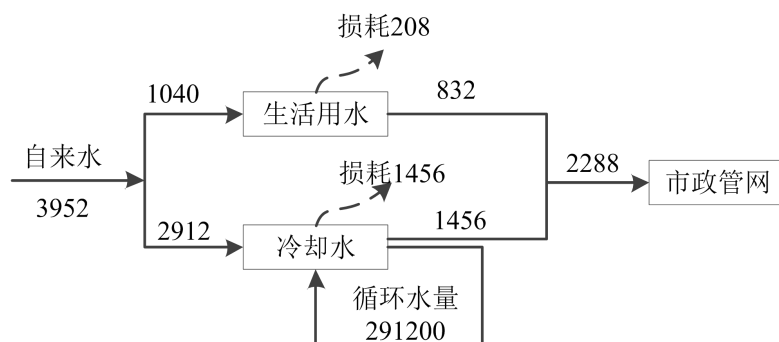 损耗208
1040
生活用水
832
自来水
3952
损耗1456
2288
市政管网
2912
冷却水
1456
循环水量
291200